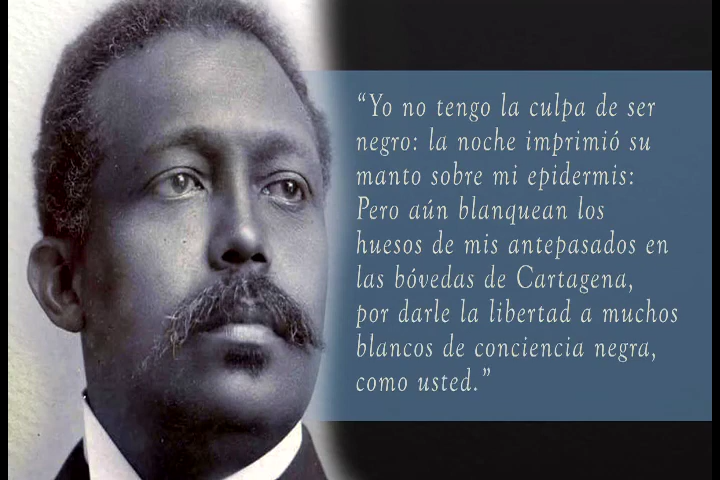 “Yo no tengo la culpa de ser
negro: la noche imprimió su
manto sobre mi epidermis:
Pero aún blanquean los
huesos de mis antepasados en
las bóvedas de Cartagena,
por darle la libertad a muchos
blancos de conciencia negra,
como usted.”